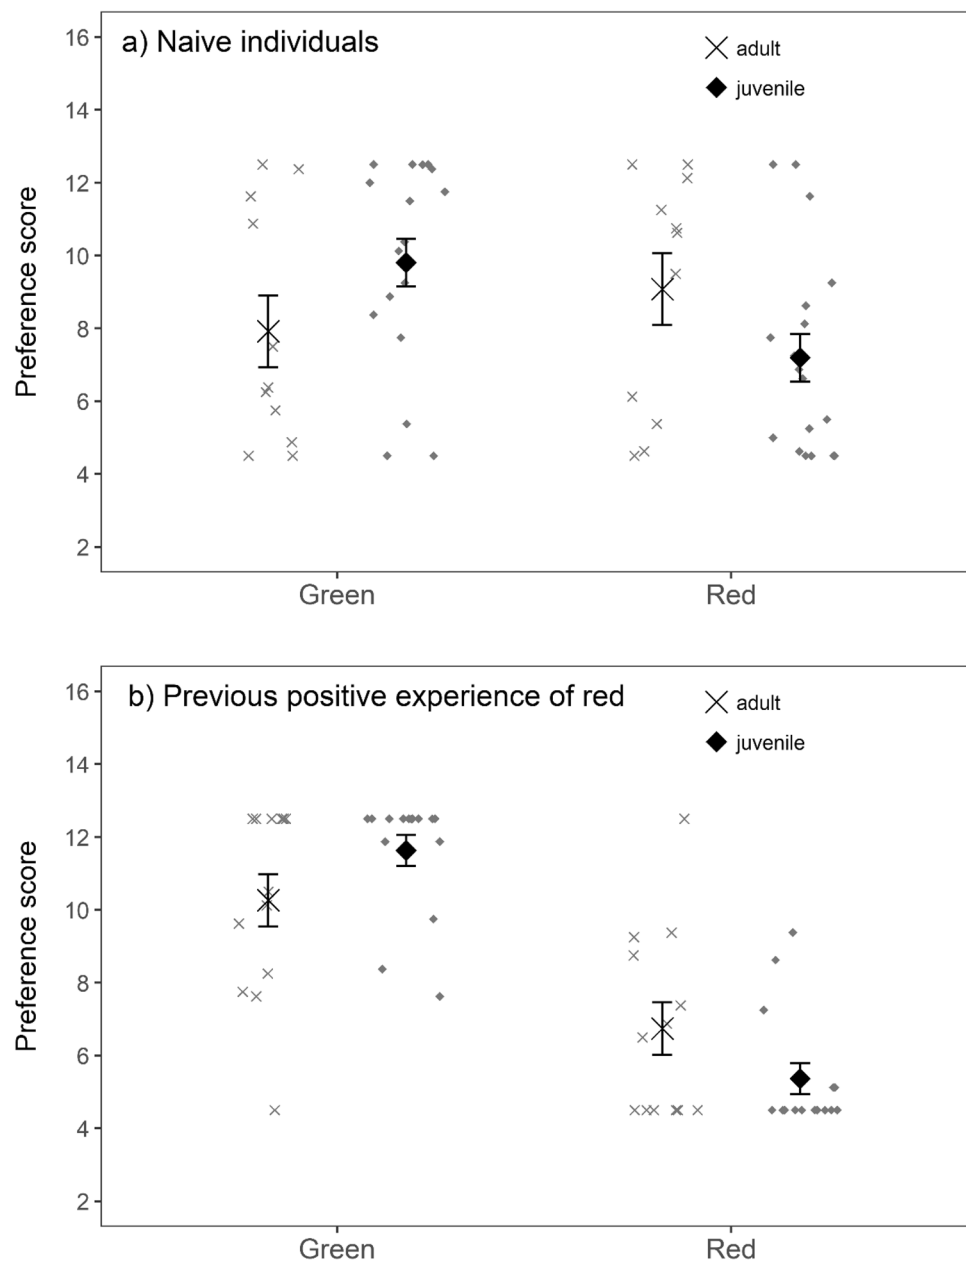 a) Naive individuals
adult
juvenile
16
14
12
10
8
6
4
2
Preference score
Green Red
b) Previous positive experience of red
adult
juvenile
16
14
12
10
8
6
4
2
Preference score
Green Red